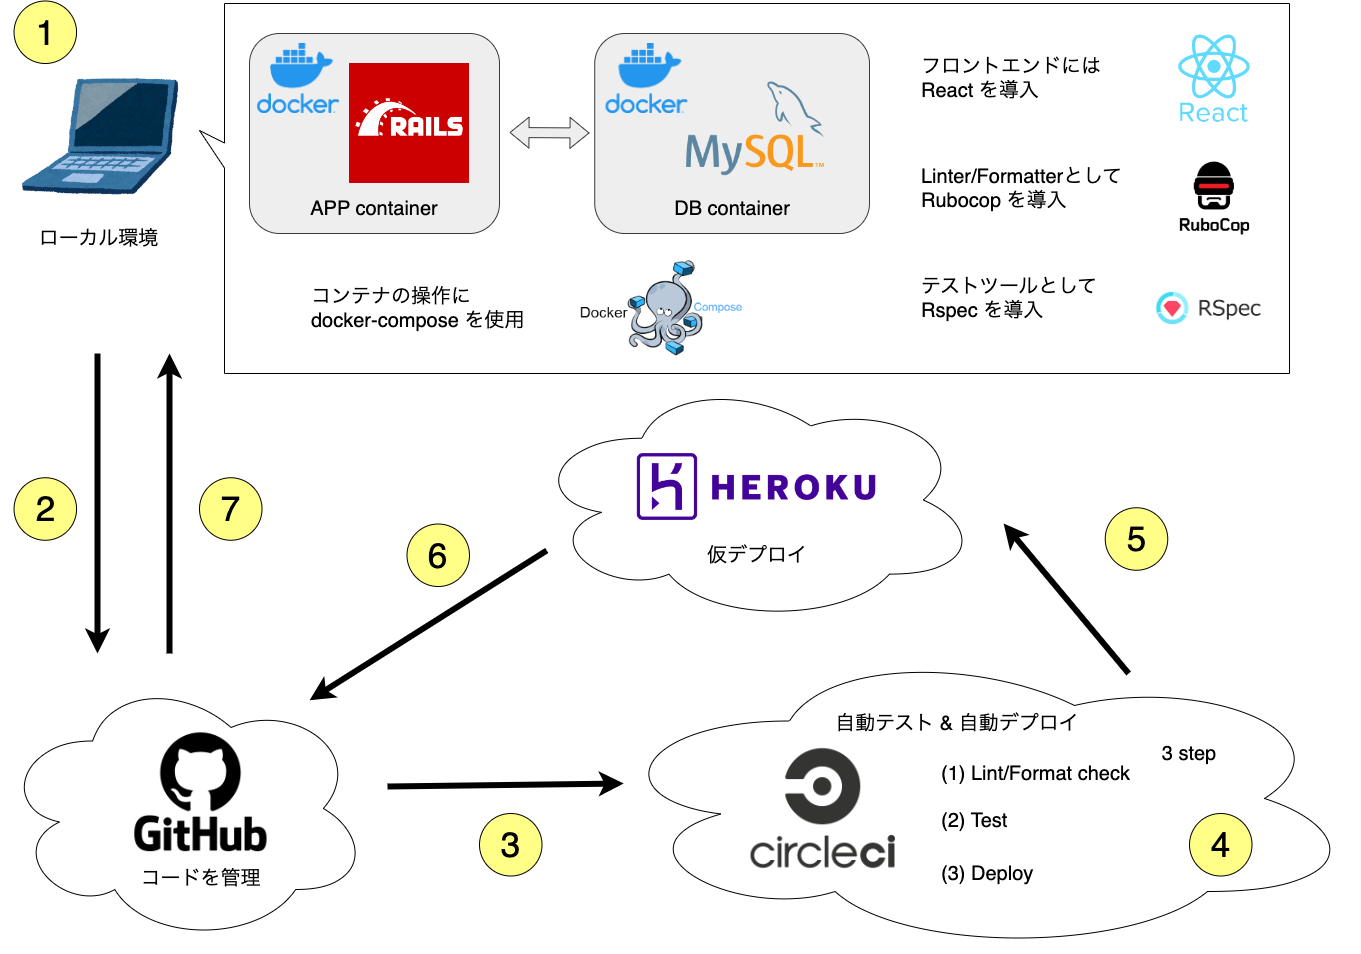 1
docker
RAILS
APP container
docker
MySQL™
DB container
フロントエンドには
React を導入
React
Linter/Formatterとして
Rubocop を導入
RuboCop
ローカル環境
コンテナの操作に
docker-compose を使用
Docker
Compose
テストツールとして
Rspec を導入
RSpec
2
7
HEROKU
仮デプロイ
6
5
GitHub
コードを管理
3
自動テスト & 自動デプロイ
3 step
circleci
(1) Lint/Format check
(2) Test
(3) Deploy
4